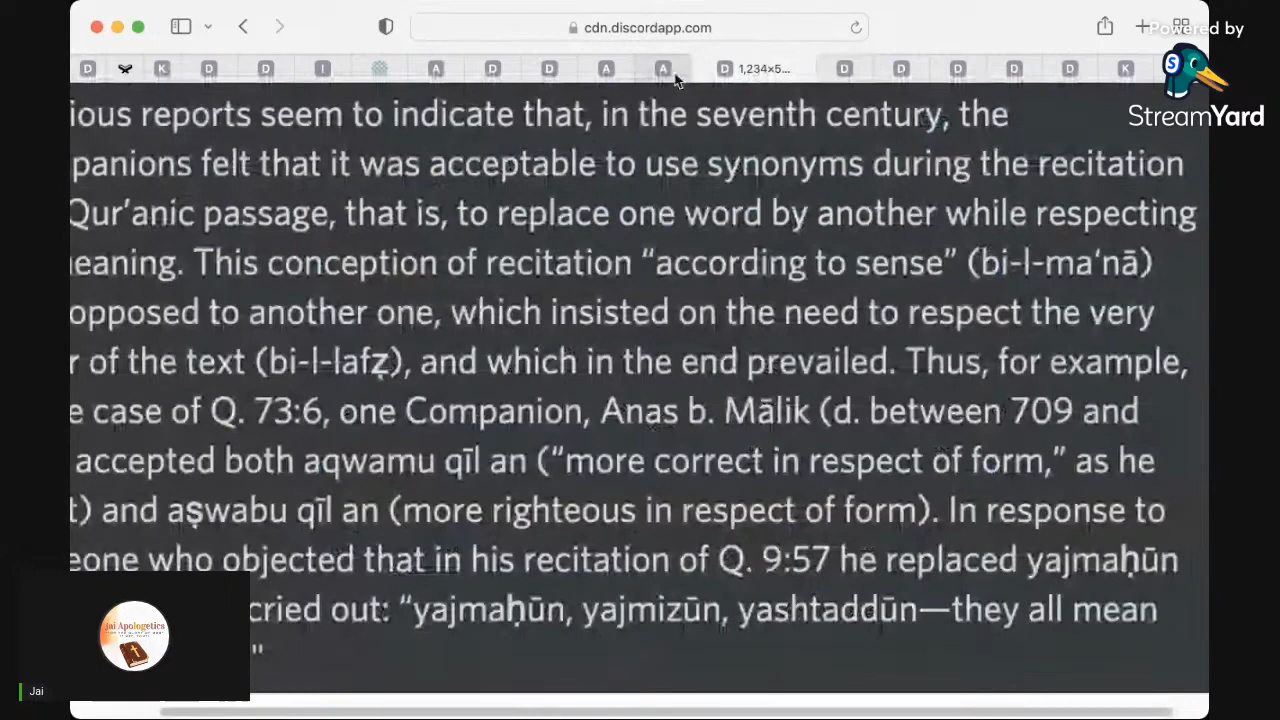 cdn.discordapp.com
Powered by
D K D D I A D D A A D 1,234×5... D D D D D K
StreamYard
ious reports seem to indicate that, in the seventh century, the
panions felt that it was acceptable to use synonyms during the recitation
Qur'anic passage, that is, to replace one word by another while respecting
eaning. This conception of recitation “according to sense” (bi-l-ma‘nā)
opposed to another one, which insisted on the need to respect the very
r of the text (bi-l-lafẓ), and which in the end prevailed. Thus, for example,
e case of Q. 73:6, one Companion, Anas b. Mālik (d. between 709 and
accepted both aqwamu qīl an (“more correct in respect of form,” as he
t) and aṣwabu qīl an (more righteous in respect of form). In response to
eone who objected that in his recitation of Q. 9:57 he replaced yajmaḥūn
cried out: “yajmaḥūn, yajmizūn, yashtaddūn—they all mean
"
Jai Apologetics
Jai